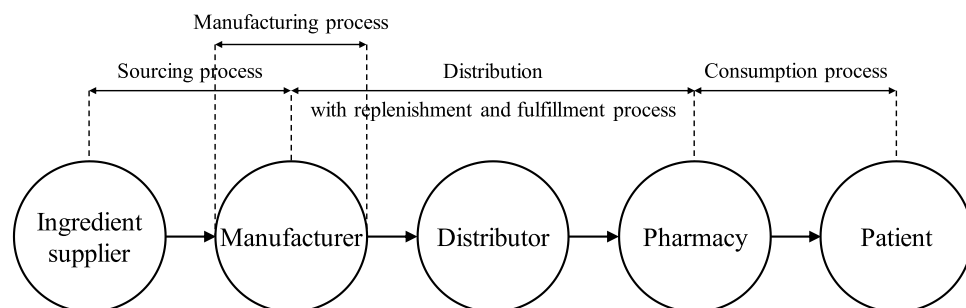 Manufacturing process
Sourcing process
Distribution
Consumption process
with replenishment and fulfillment process
Ingredient
supplier
Manufacturer
Distributor
Pharmacy
Patient